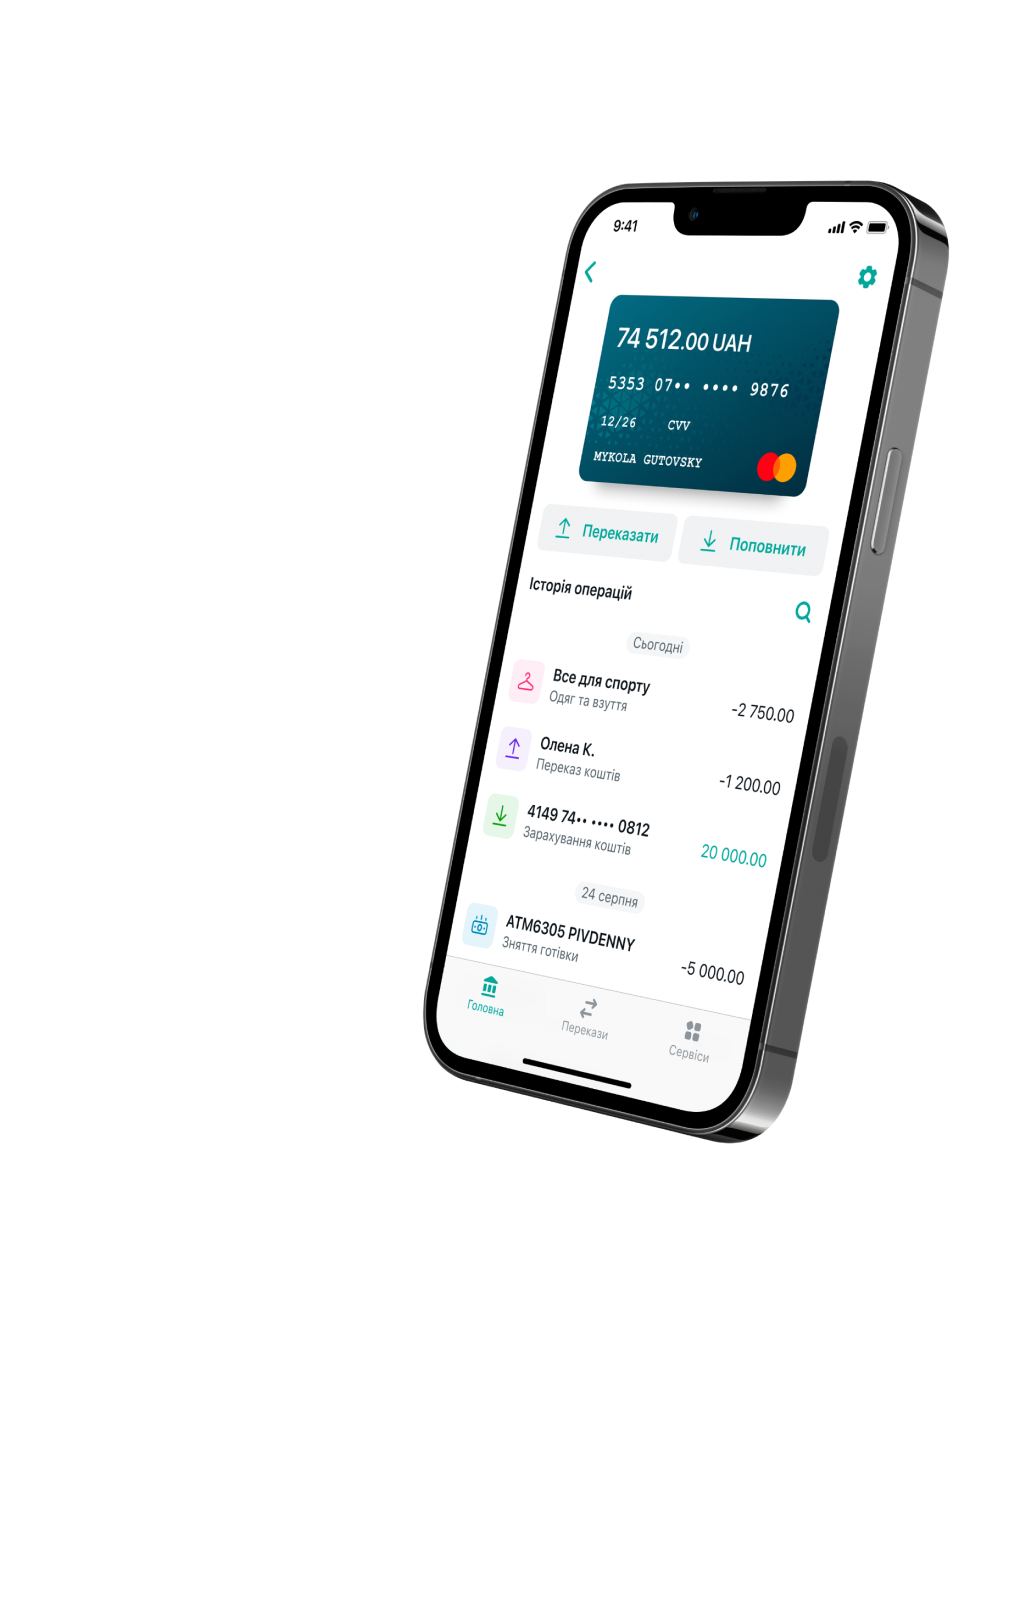 9:41
74 512.00 UAH
5353 07•• •••• 9876
12/26 CVV
MYKOLA GUTOVSKY
Переказати Поповнити
Історія операцій
Сьогодні
Все для спорту
Одяг та взуття
-2 750.00
Олена К.
Переказ коштів
-1 200.00
4149 74•• •••• 0812
Зарахування коштів
20 000.00
24 серпня
ATM6305 PIVDENNY
Зняття готівки
-5 000.00
Головна Перекази Сервіси